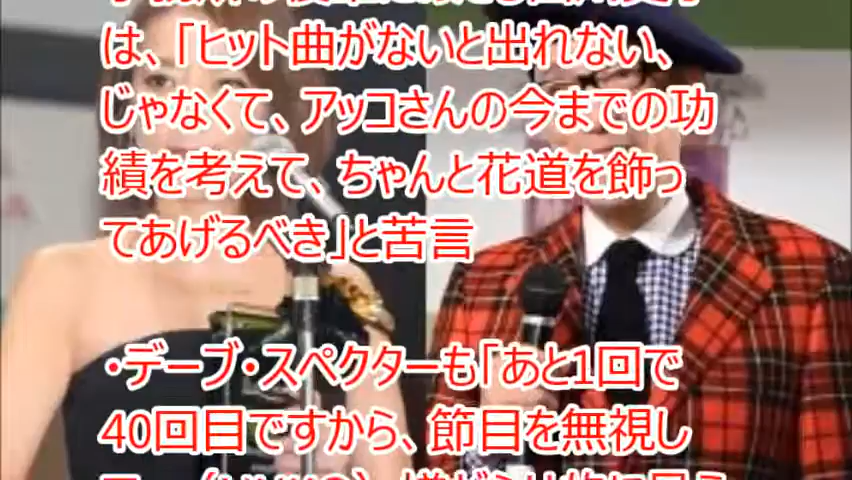 は、「ヒット曲がないと出れない、
じゃなくて、アッコさんの今までの功
績を考えて、ちゃんと花道を飾っ
てあげるべき」と苦言
・デーブ・スペクターも「あと1回で
40回目ですから、節目を無視し